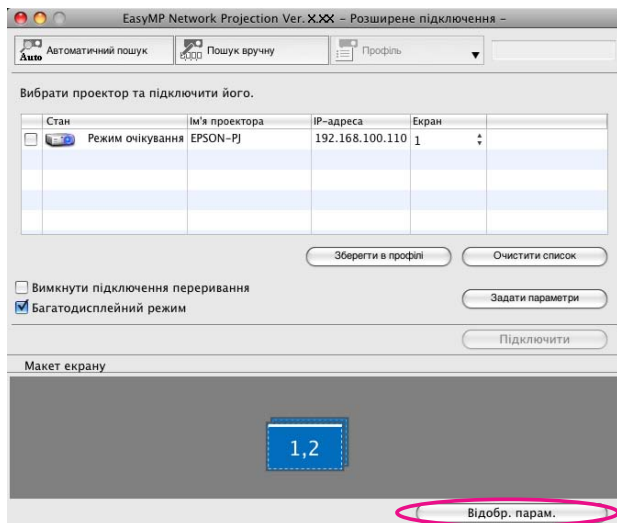 EasyMP Network Projection Ver. X.XX – Розширене підключення –
Auto Автоматичний пошук Пошук вручну Профіль
Вибрати проектор та підключити його.
Стан Ім'я проектора IP-адреса Екран
Режим очікування EPSON-PJ 192.168.100.110 1
Зберегти в профілі Очистити список
Вимкнути підключення переривання
Багатодисплейний режим
Задати параметри
Підключити
Макет екрану
1,2
Відобр. парам.